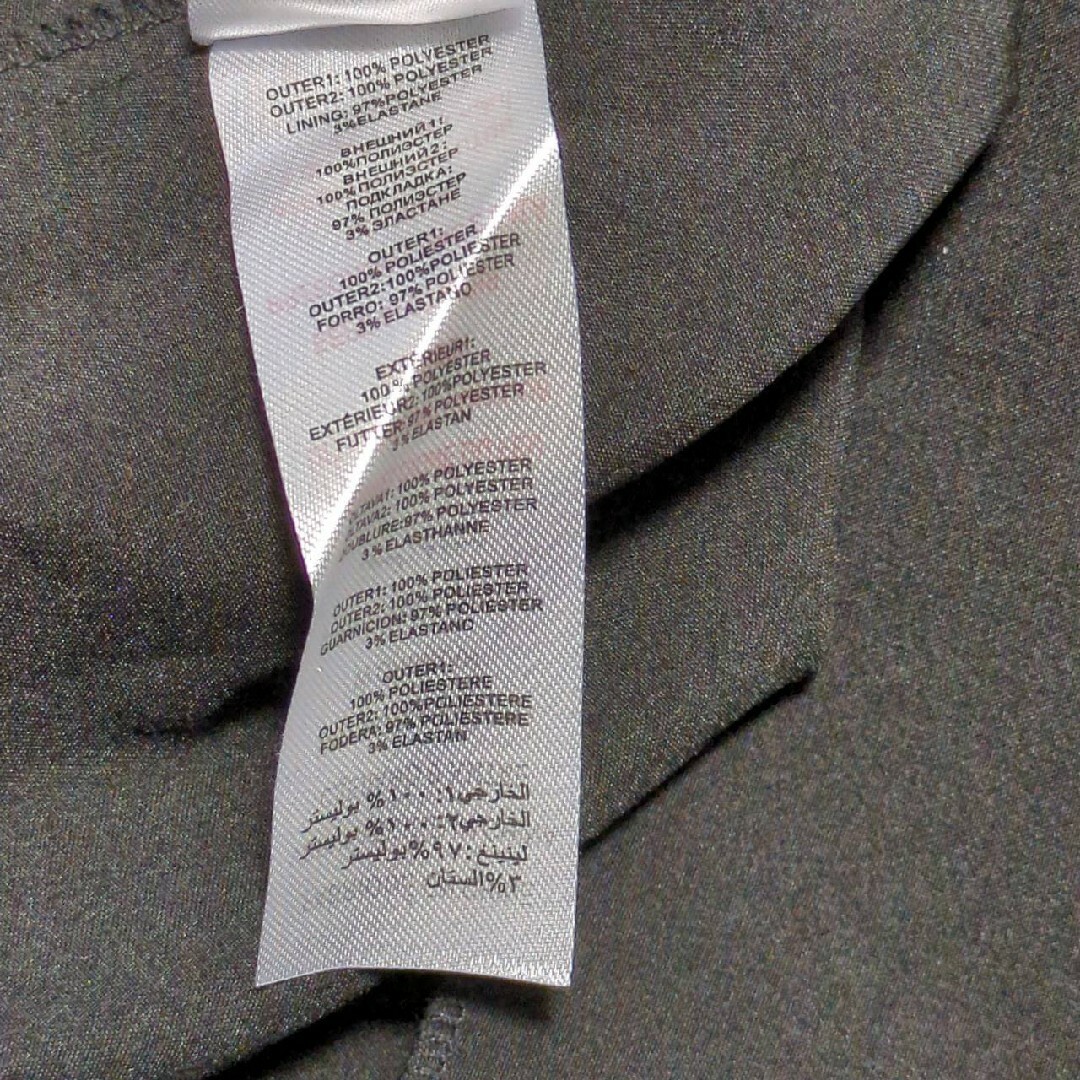 OUTER1: 100% POLYESTER
OUTER2: 100% POLYESTER
LINING: 97%POLYESTER
3%ELASTANE
ВНЕШНИЙ1:
100%ПОЛИЭСТЕР
ВНЕШНИЙ2:
100%ПОЛИЭСТЕР
ПОДКЛАДКА:
97% ПОЛИЭСТЕР
3% ЭЛАСТАНЕ
OUTER1:
100% POLIESTER
OUTER2:100%POLIESTER
FORRO: 97% POLIESTER
3% ELASTANO
EXTÉRIEUR1:
100% POLYESTER
EXTÉRIEUR2: 100%POLYESTER
FUTTER:97% POLYESTER
3% ELASTAN
100% POLYESTER
100% POLYESTER
97% POLYESTER
3% ELASTHANNE
OUTER1: 100% POLIESTER
OUTER2: 100% POLIESTER
GUARNICION: 97% POLIESTER
3% ELASTANO
OUTER1:
100% POLIESTERE
OUTER2: 100%POLIESTERE
FODERA: 97% POLIESTERE
3% ELASTAN
الخارجي١: ١٠٠% بوليستر
الخارجي٢: ١٠٠% بوليستر
لينينغ: ٩٧%بوليستر
٣%الستان